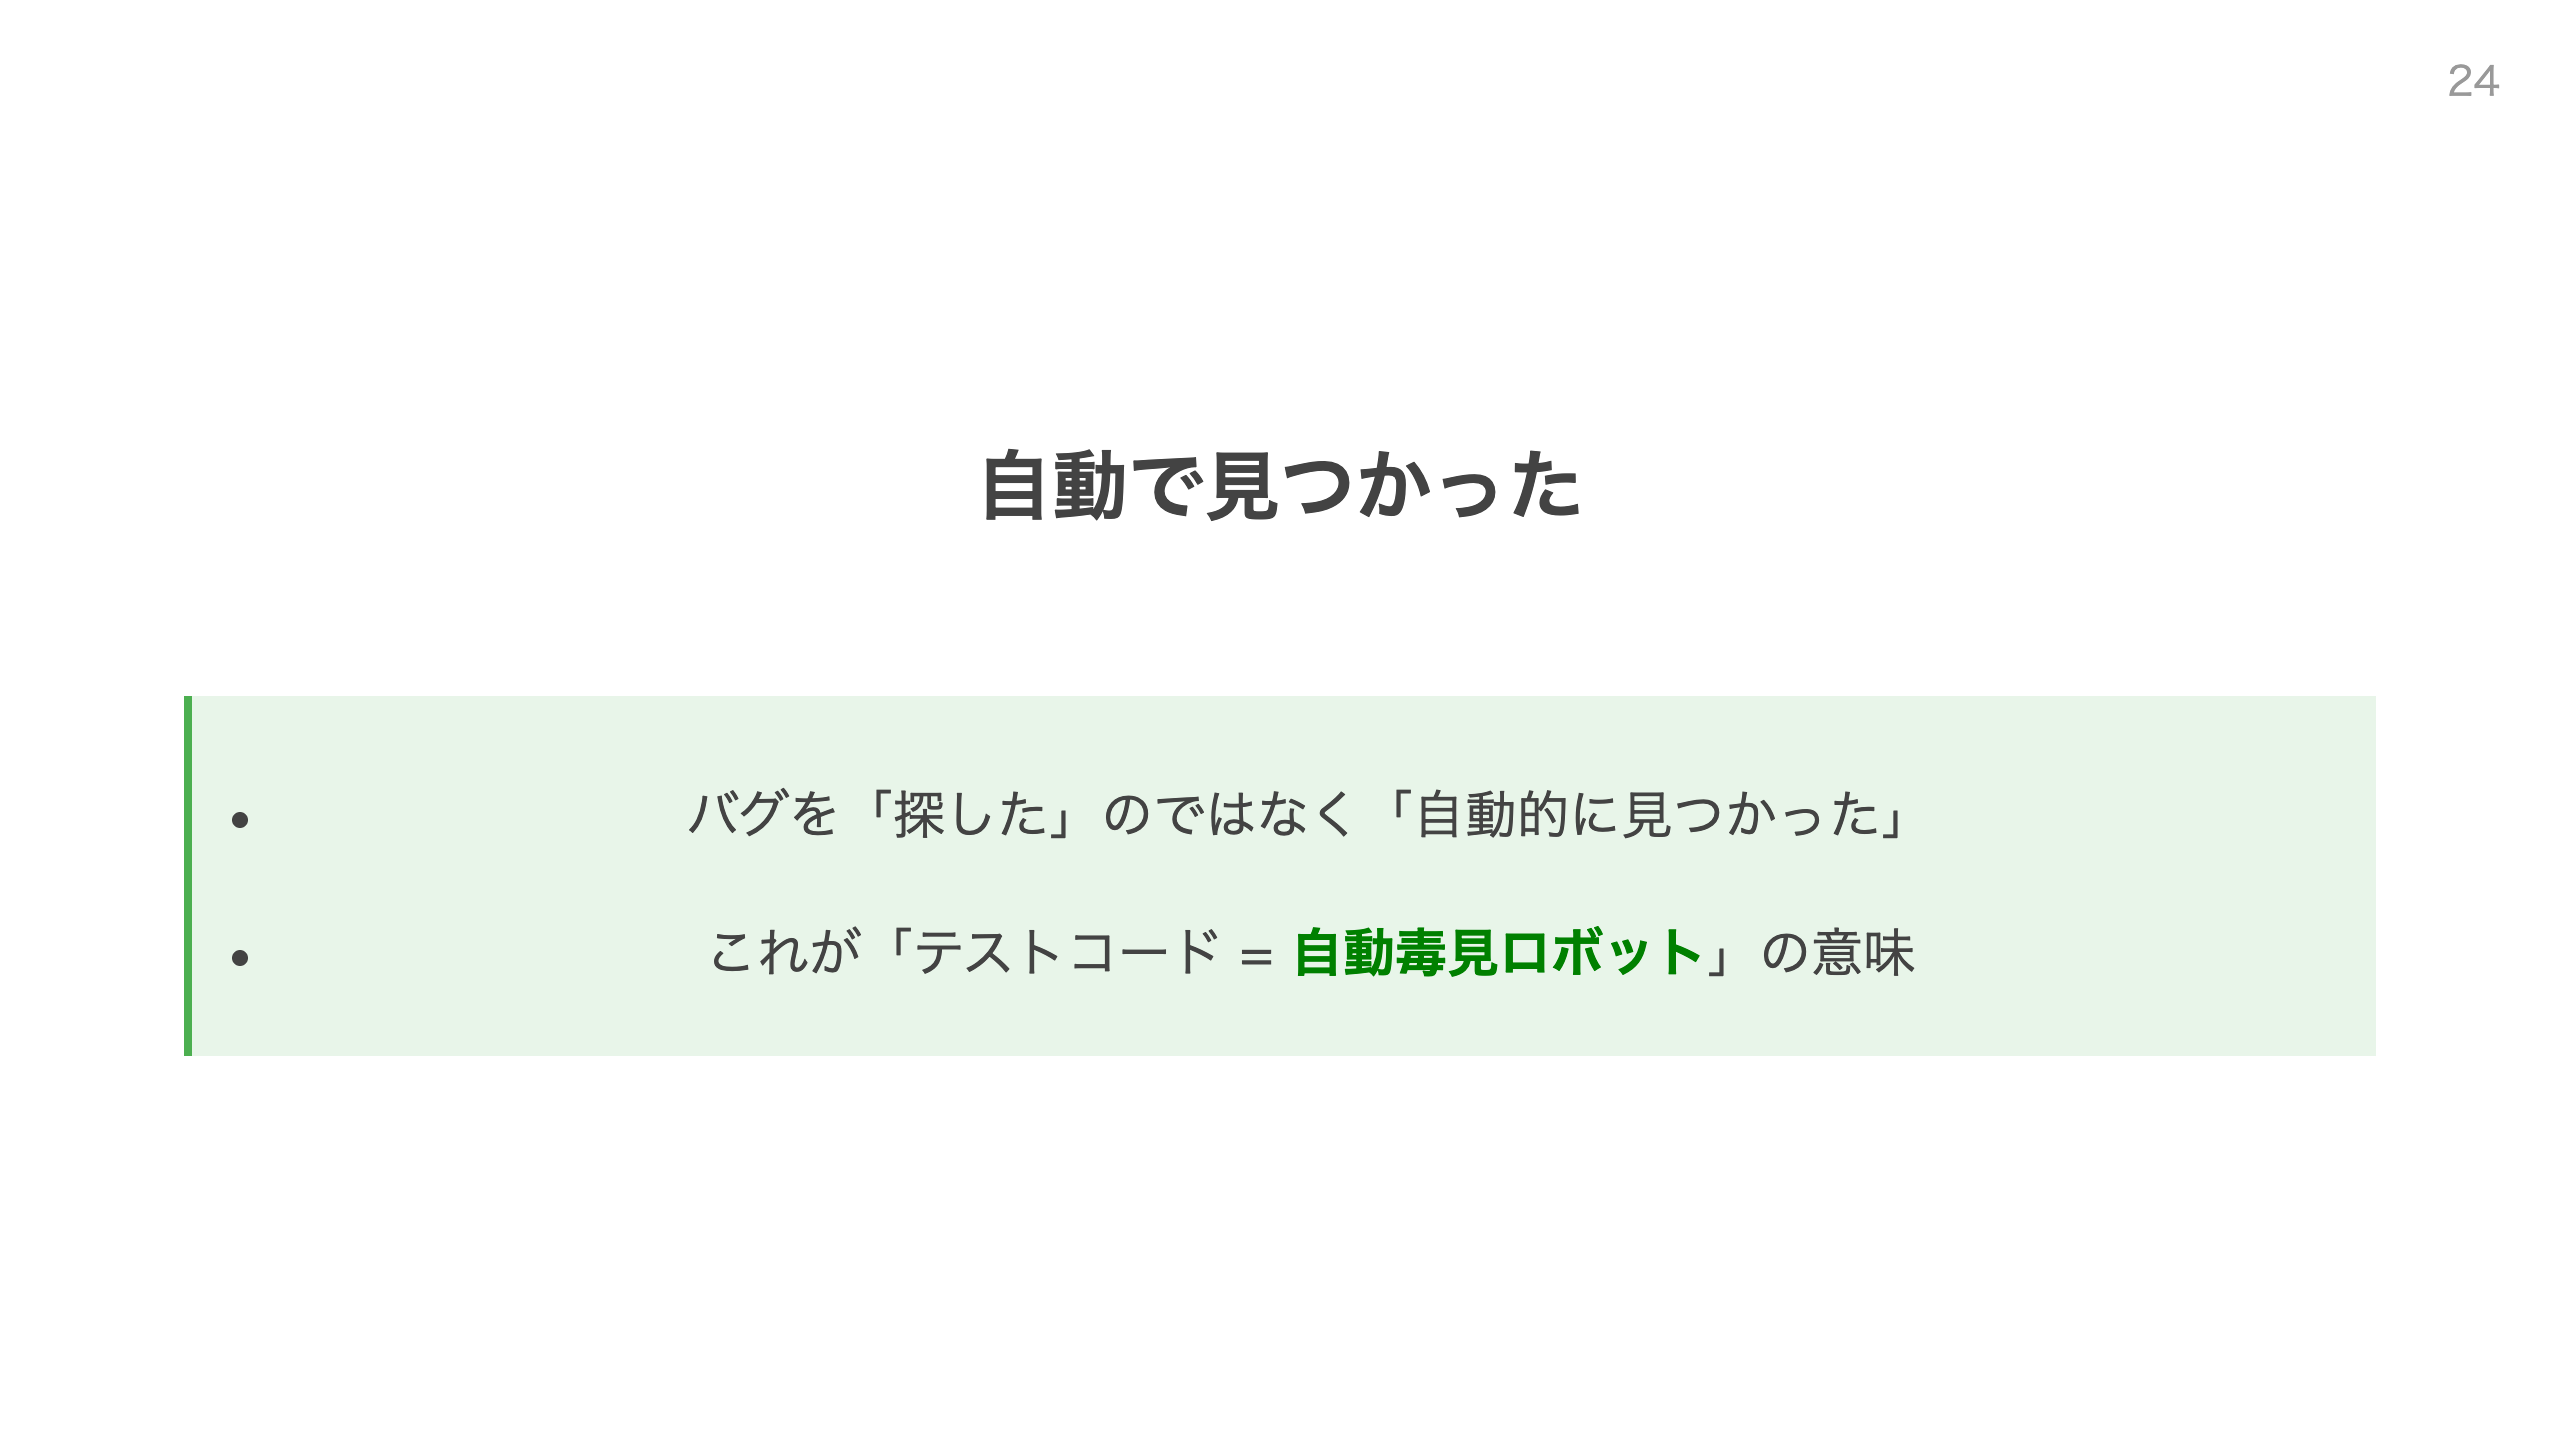 24
自動で見つかった
• バグを「探した」のではなく「自動的に見つかった」
• これが「テストコード = 自動毒見ロボット」の意味